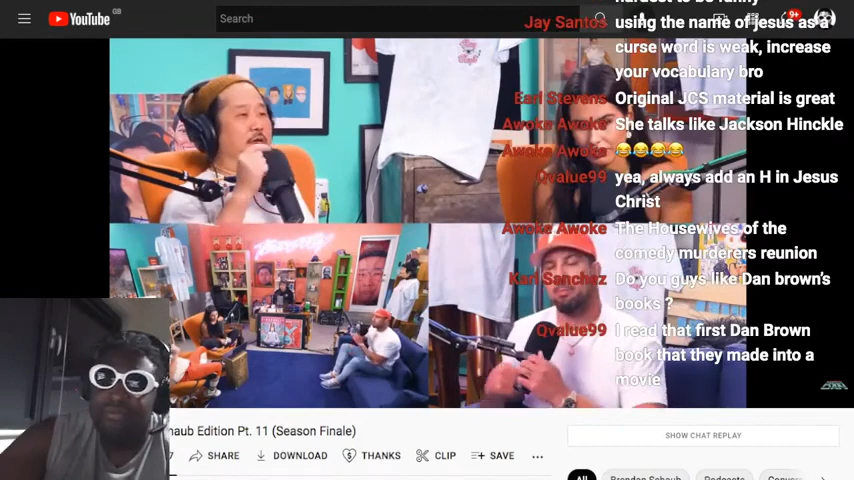 YouTube GB
Search
9+
hardest to be funny
Jay Santos using the name of jesus as a
curse word is weak, increase
your vocabulary bro
Earl Stevens Original JCS material is great
Awoke Awoke She talks like Jackson Hinckle
Awoke Awoke 😂😂😂😂
Qvalue99 yea, always add an H in Jesus
Christ
Awoke Awoke The Housewives of the
comedy murderers reunion
Karl Sanchaz Do you guys like Dan brown's
books ?
Qvalue99 I read that first Dan Brown
book that they made into a
movie
haub Edition Pt. 11 (Season Finale)
SHARE DOWNLOAD THANKS CLIP SAVE
SHOW CHAT REPLAY
All Brendan Schaub Podcasts